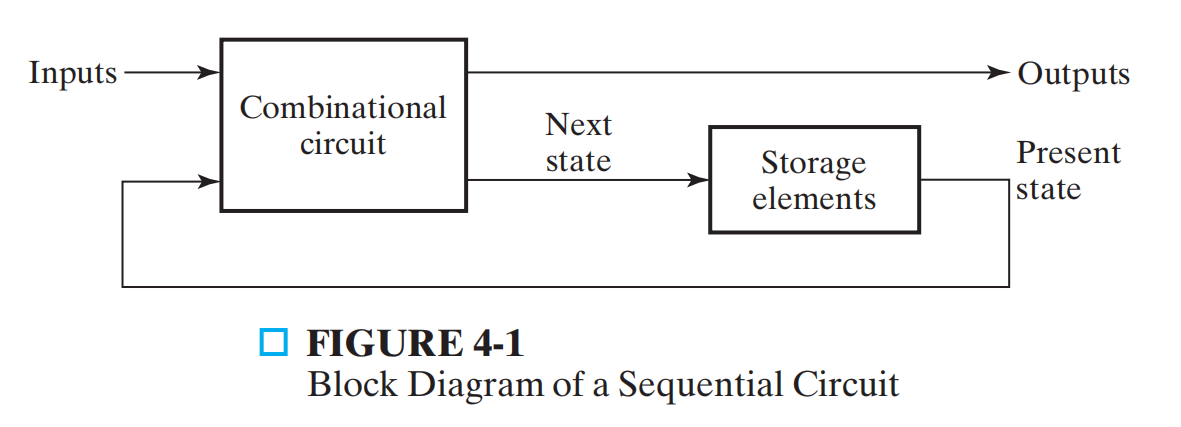 Inputs
Combinational
circuit
Outputs
Next
state
Storage
elements
Present
state
FIGURE 4-1
Block Diagram of a Sequential Circuit